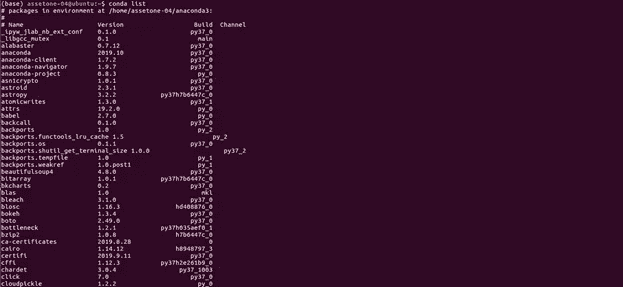 (base) assetone-04@ubuntu:~$ conda list
# packages in environment at /home/assetone-04/anaconda3:
#
# Name Version Build Channel
_ipyw_jlab_nb_ext_conf 0.1.0 py37_0
_libgcc_mutex 0.1 main
alabaster 0.7.12 py37_0
anaconda 2019.10 py37_0
anaconda-client 1.7.2 py37_0
anaconda-navigator 1.9.7 py37_0
anaconda-project 0.8.3 py_0
asn1crypto 1.0.1 py37_0
astroid 2.3.1 py37_0
astropy 3.2.2 py37h7b6447c_0
atomicwrites 1.3.0 py37_1
attrs 19.2.0 py_0
babel 2.7.0 py_0
backcall 0.1.0 py37_0
backports 1.0 py_2
backports.functools_lru_cache 1.5 py_2
backports.os 0.1.1 py37_0
backports.shutil_get_terminal_size 1.0.0 py37_2
backports.tempfile 1.0 py_1
backports.weakref 1.0.post1 py_1
beautifulsoup4 4.8.0 py37_0
bitarray 1.0.1 py37h7b6447c_0
bkcharts 0.2 py37_0
blas 1.0 mkl
bleach 3.1.0 py37_0
blosc 1.16.3 hd408876_0
bokeh 1.3.4 py37_0
boto 2.49.0 py37_0
bottleneck 1.2.1 py37h035aef0_1
bzip2 1.0.8 h7b6447c_0
ca-certificates 2019.8.28 0
cairo 1.14.12 h8948797_3
certifi 2019.9.11 py37_0
cffi 1.12.3 py37h2e261b9_0
chardet 3.0.4 py37_1003
click 7.0 py37_0
cloudpickle 1.2.2 py_0